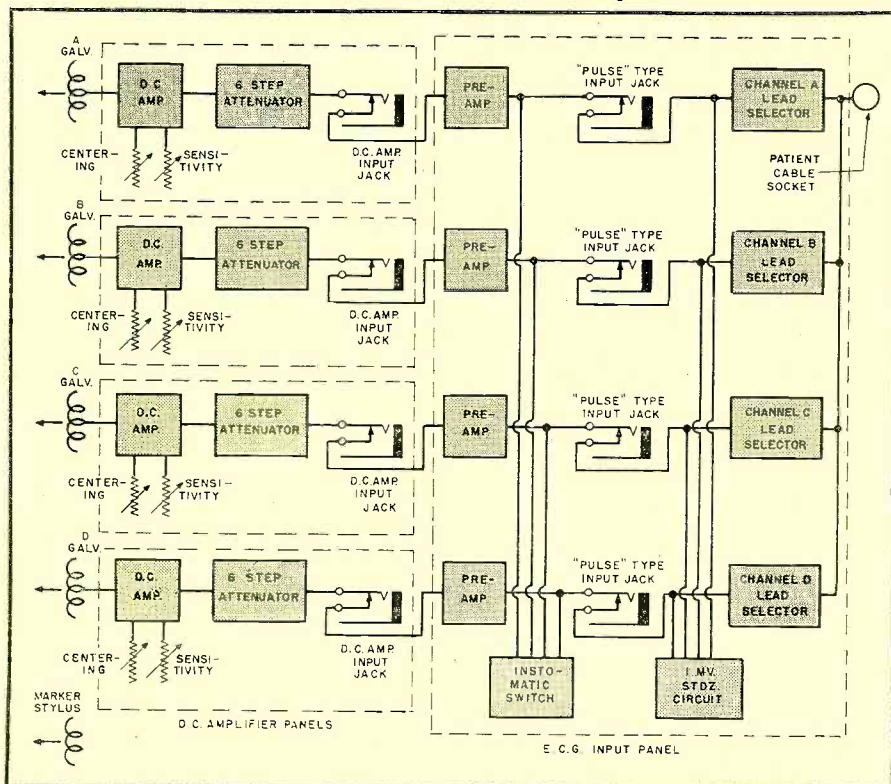 A
GALV.
D.C.
AMP.
6 STEP
ATTENUATOR
CENTER-
ING
SENSI-
TIVITY
D.C. AMP.
INPUT
JACK
PRE-
AMP.
"PULSE" TYPE
INPUT JACK
CHANNEL A
LEAD
SELECTOR
PATIENT
CABLE
SOCKET
B
GALV.
D.C.
AMP.
6 STEP
ATTENUATOR
CENTER-
ING
SENSI-
TIVITY
D.C. AMP.
INPUT
JACK
PRE-
AMP.
"PULSE" TYPE
INPUT JACK
CHANNEL B
LEAD
SELECTOR
C
GALV.
D.C.
AMP.
6 STEP
ATTENUATOR
CENTER-
ING
SENSI-
TIVITY
D.C. AMP.
INPUT
JACK
PRE-
AMP.
"PULSE" TYPE
INPUT JACK
CHANNEL C
LEAD
SELECTOR
D
GALV.
D.C.
AMP.
6 STEP
ATTENUATOR
CENTER-
ING
SENSI-
TIVITY
D.C. AMP.
INPUT
JACK
PRE-
AMP.
"PULSE" TYPE
INPUT JACK
CHANNEL D
LEAD
SELECTOR
MARKER
STYLUS
D.C. AMPLIFIER PANELS
INSTO-
MATIC
SWITCH
1 MV.
STDZ.
CIRCUIT
E.C.G. INPUT PANEL